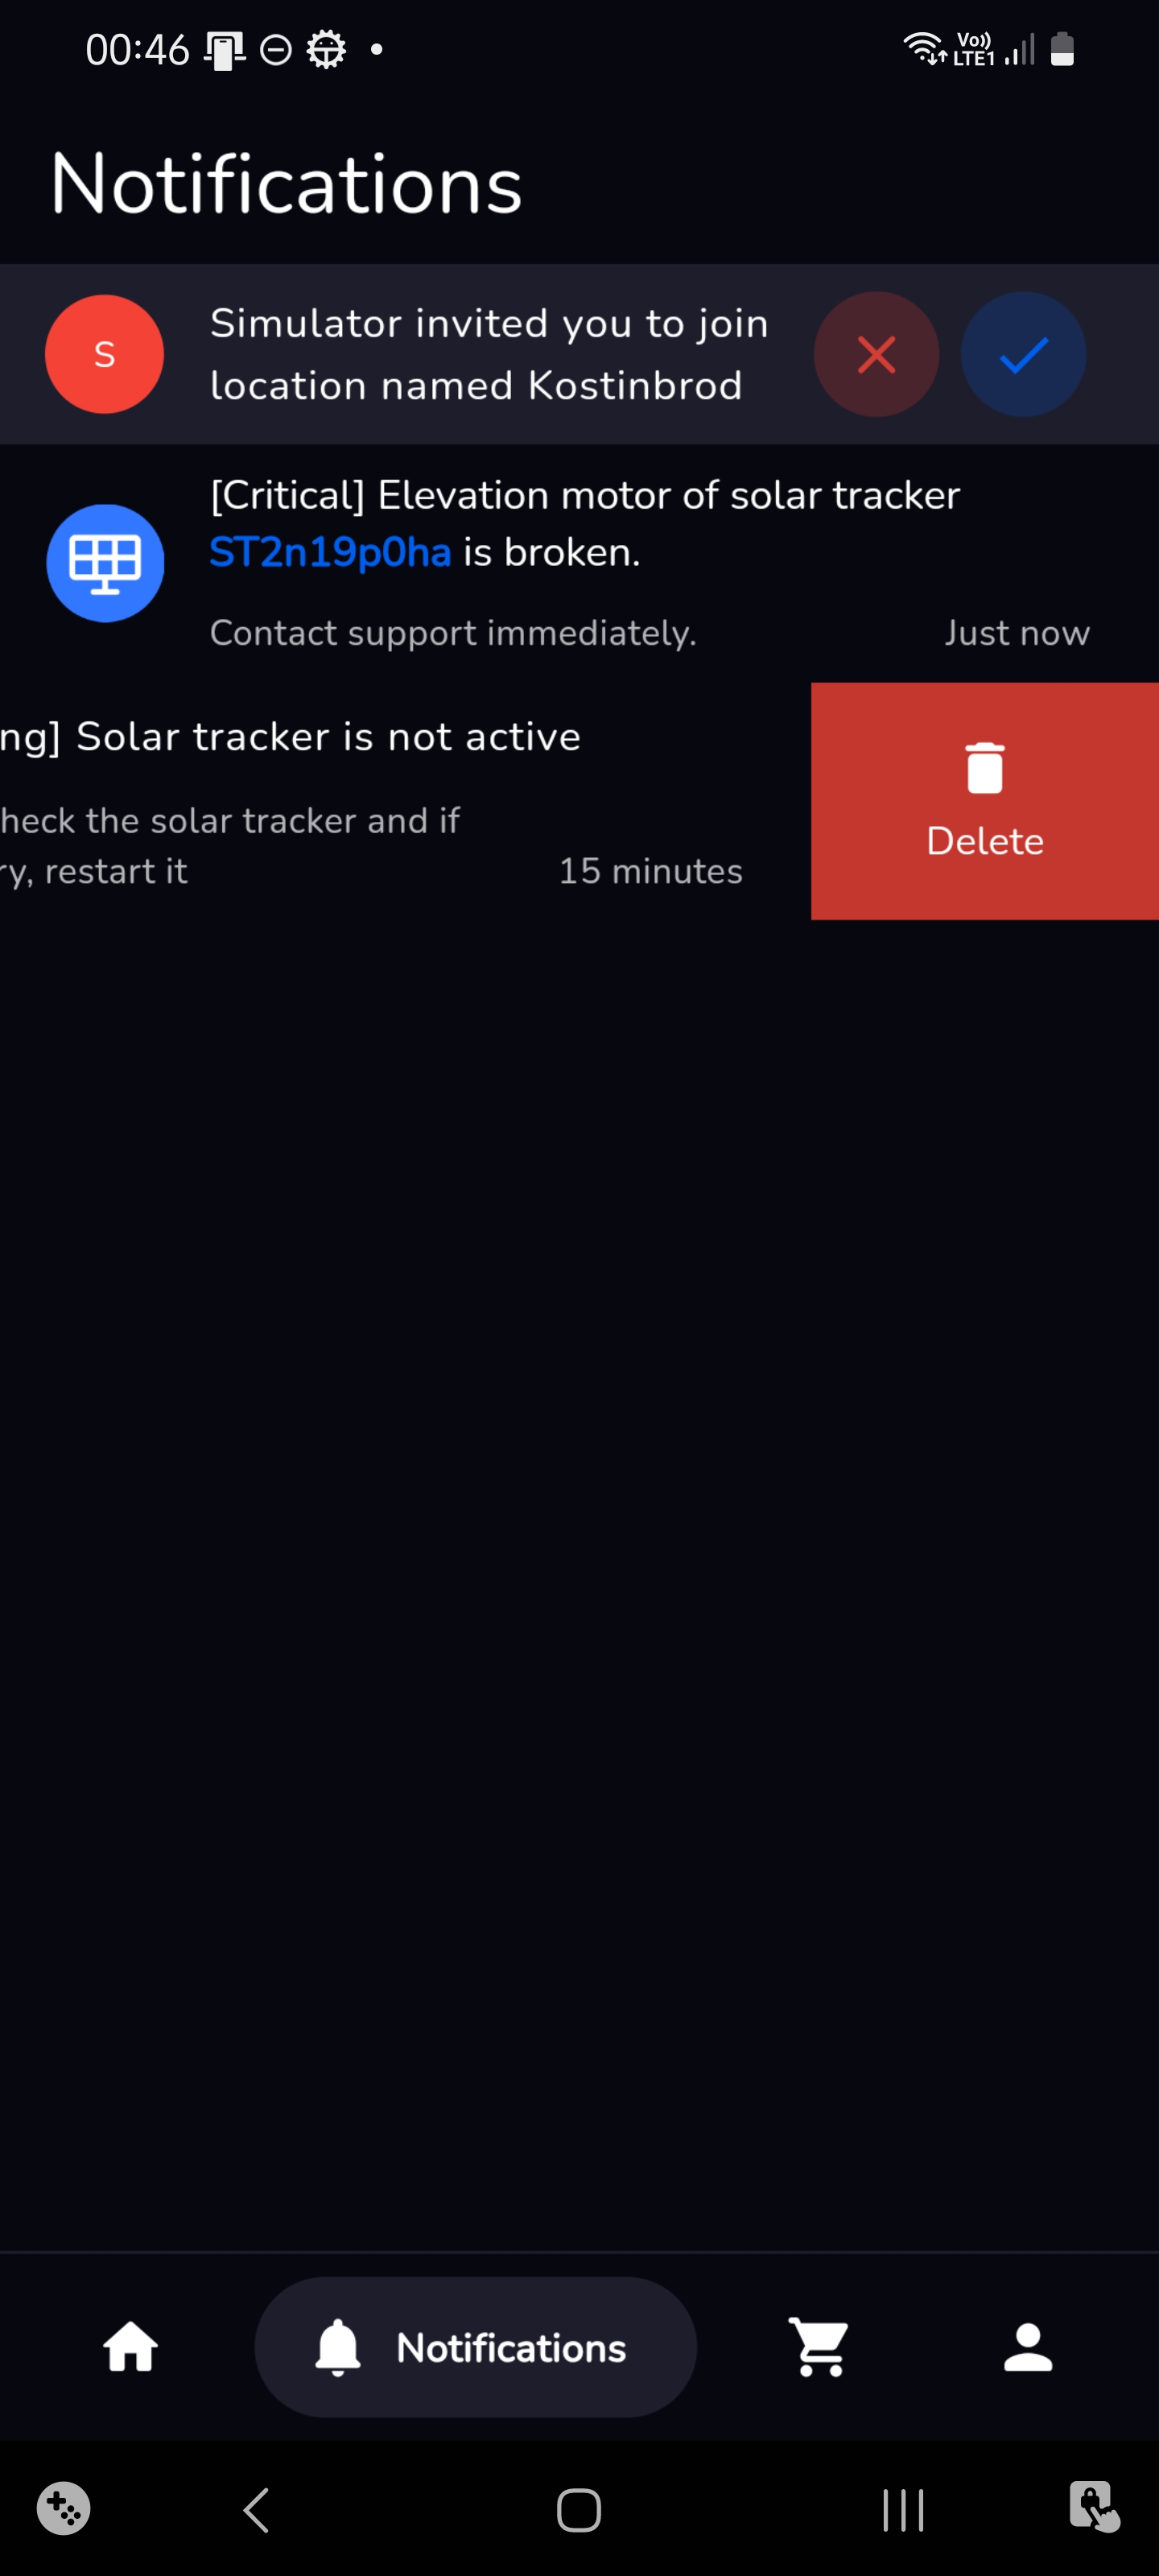 00:46
Vo))
LTE1
Notifications
S
Simulator invited you to join
location named Kostinbrod
[Critical] Elevation motor of solar tracker
ST2n19p0ha is broken.
Contact support immediately.
Just now
ng] Solar tracker is not active
heck the solar tracker and if
ry, restart it
15 minutes
Delete
Notifications